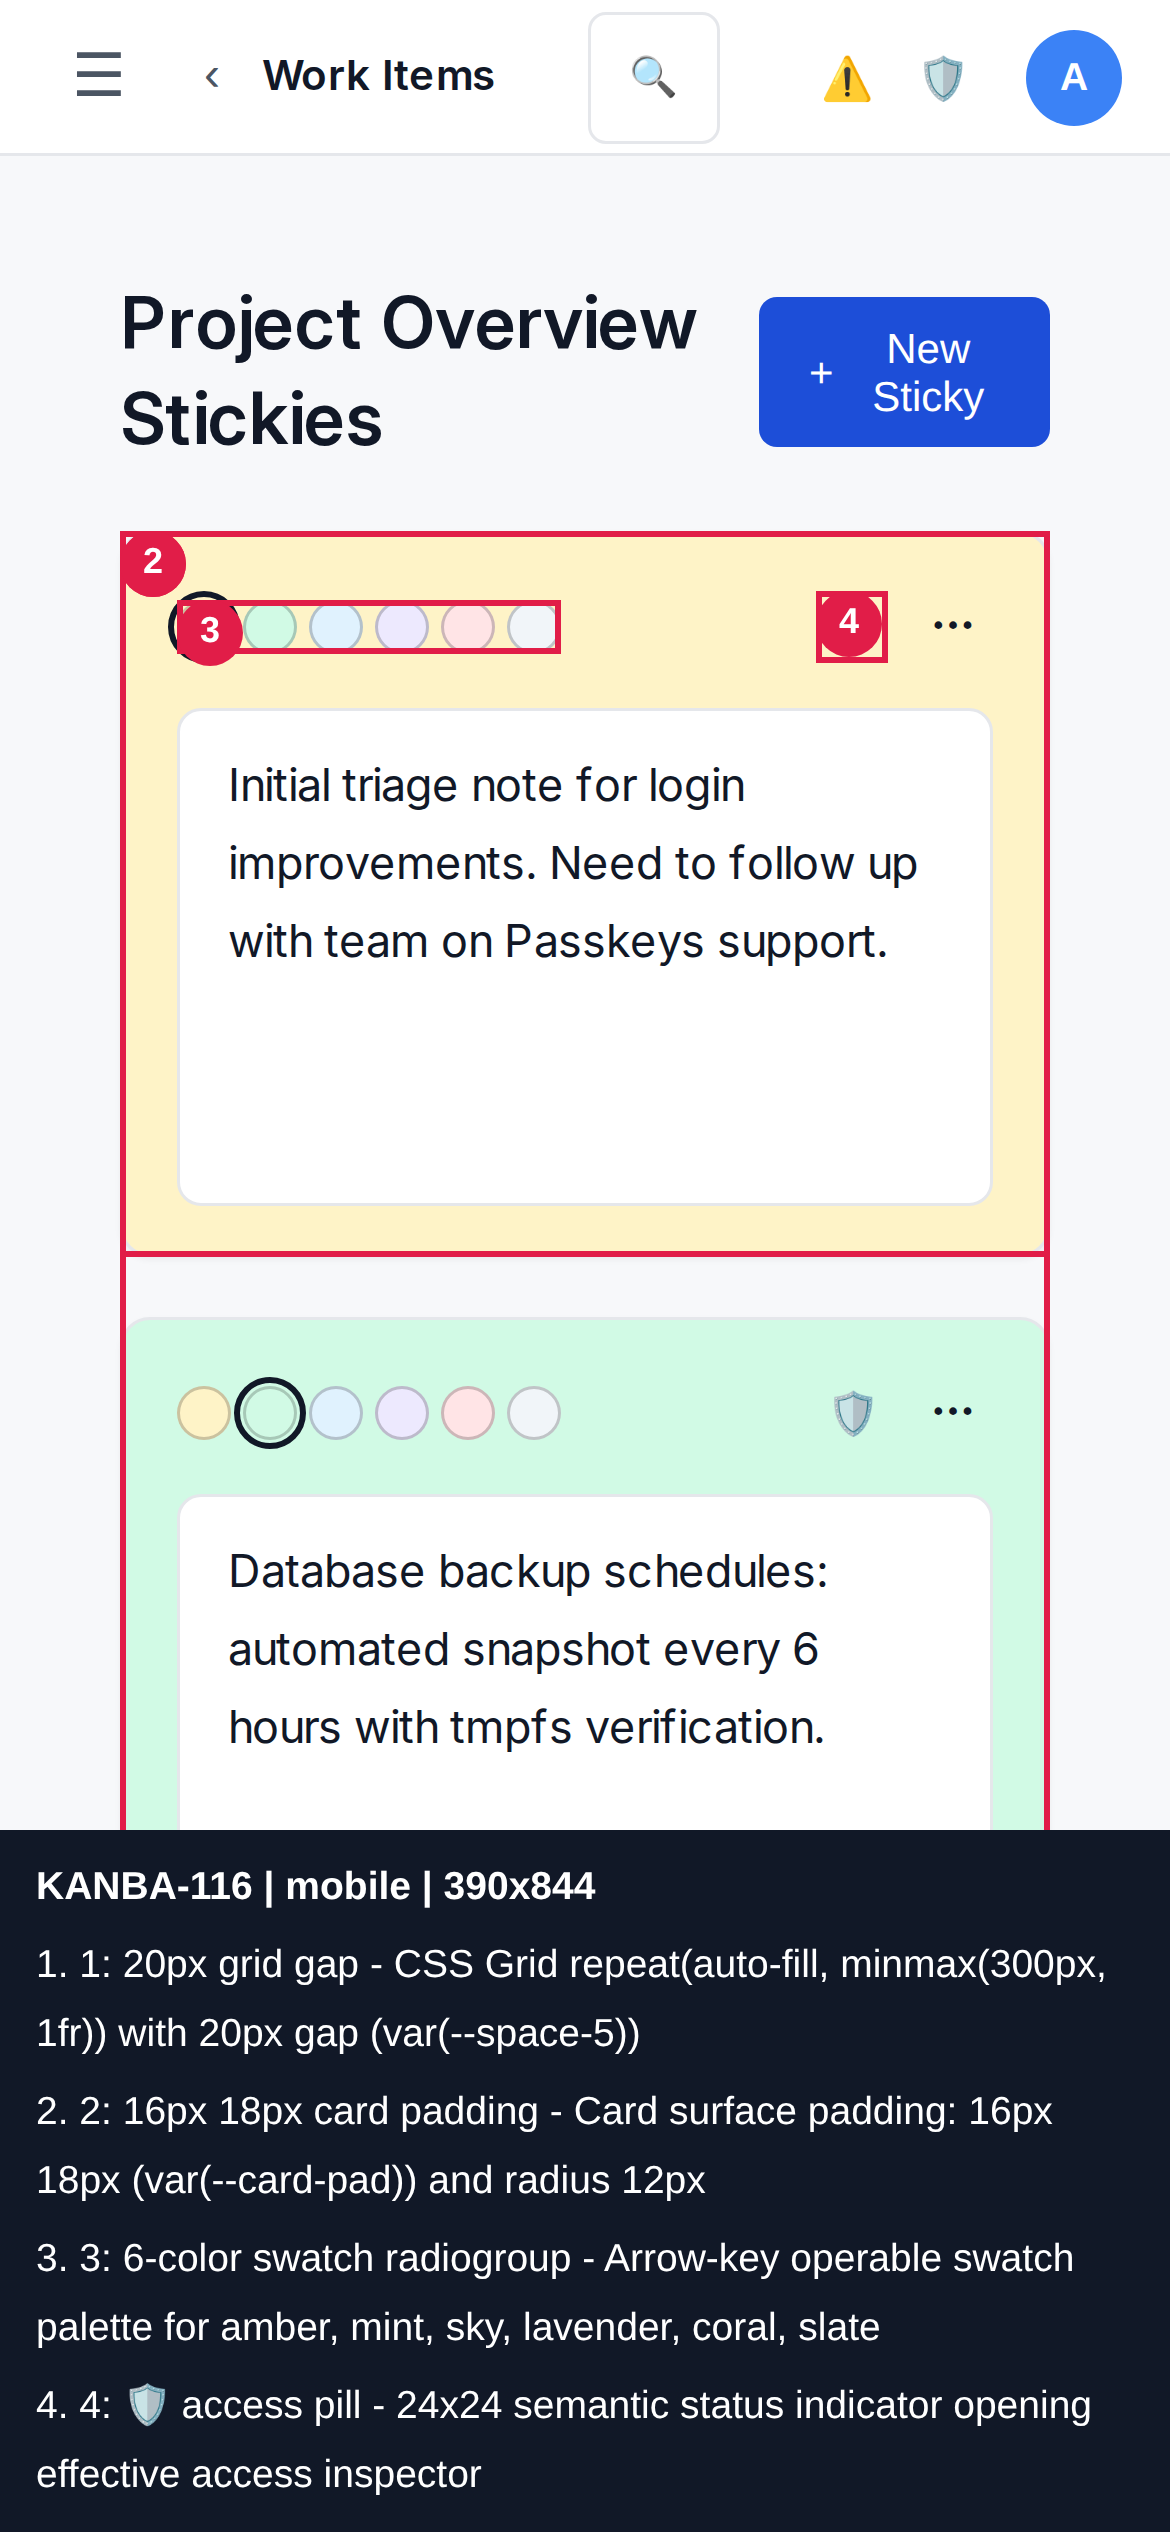 ☰ ‹ Work Items 🔍 ⚠️ 🛡️ A
Project Overview
Stickies
+ New
Sticky
2
3
4
•••
Initial triage note for login
improvements. Need to follow up
with team on Passkeys support.
🛡️ •••
Database backup schedules:
automated snapshot every 6
hours with tmpfs verification.
KANBA-116 | mobile | 390x844
1. 1: 20px grid gap - CSS Grid repeat(auto-fill, minmax(300px,
1fr)) with 20px gap (var(--space-5))
2. 2: 16px 18px card padding - Card surface padding: 16px
18px (var(--card-pad)) and radius 12px
3. 3: 6-color swatch radiogroup - Arrow-key operable swatch
palette for amber, mint, sky, lavender, coral, slate
4. 4: 🛡️ access pill - 24x24 semantic status indicator opening
effective access inspector